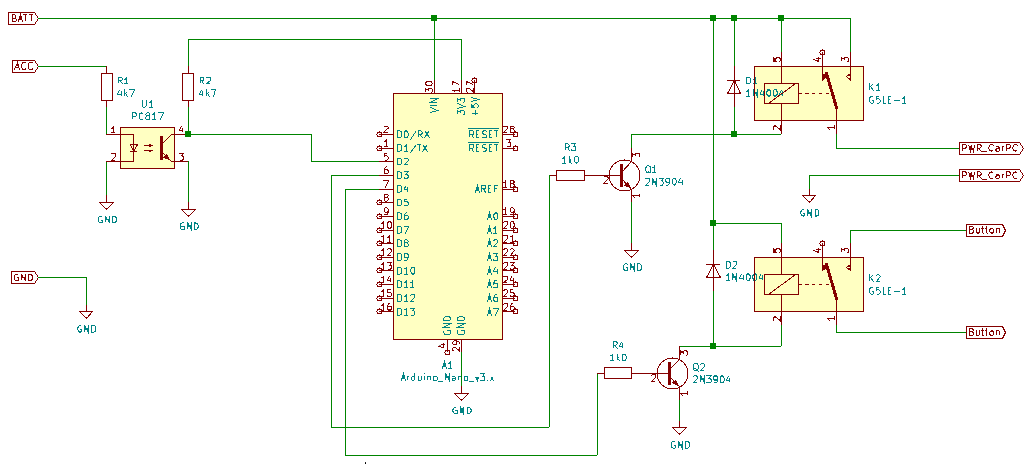 BATT
ACC
R1
4k7
R2
4k7
U1
PC817
1
2
4
3
GND
GND
GND
GND
30
17
27
VIN
3V3
+5V
2
D0/RX
1
D1/TX
5
D2
6
D3
7
D4
8
D5
9
D6
10
D7
11
D8
12
D9
13
D10
14
D11
15
D12
16
D13
RESET
28
RESET
3
AREF
18
A0
19
A1
20
A2
21
A3
22
A4
23
A5
24
A6
25
A7
26
GND
GND
4
29
A1
Arduino_Nano_v3.x
GND
R3
1k0
2
3
1
Q1
2N3904
GND
R4
1k0
2
3
1
Q2
2N3904
GND
D1
1N4004
5
4
3
2
1
K1
G5LE-1
PWR_CarPC
PWR_CarPC
GND
D2
1N4004
5
4
3
2
1
K2
G5LE-1
Button
Button